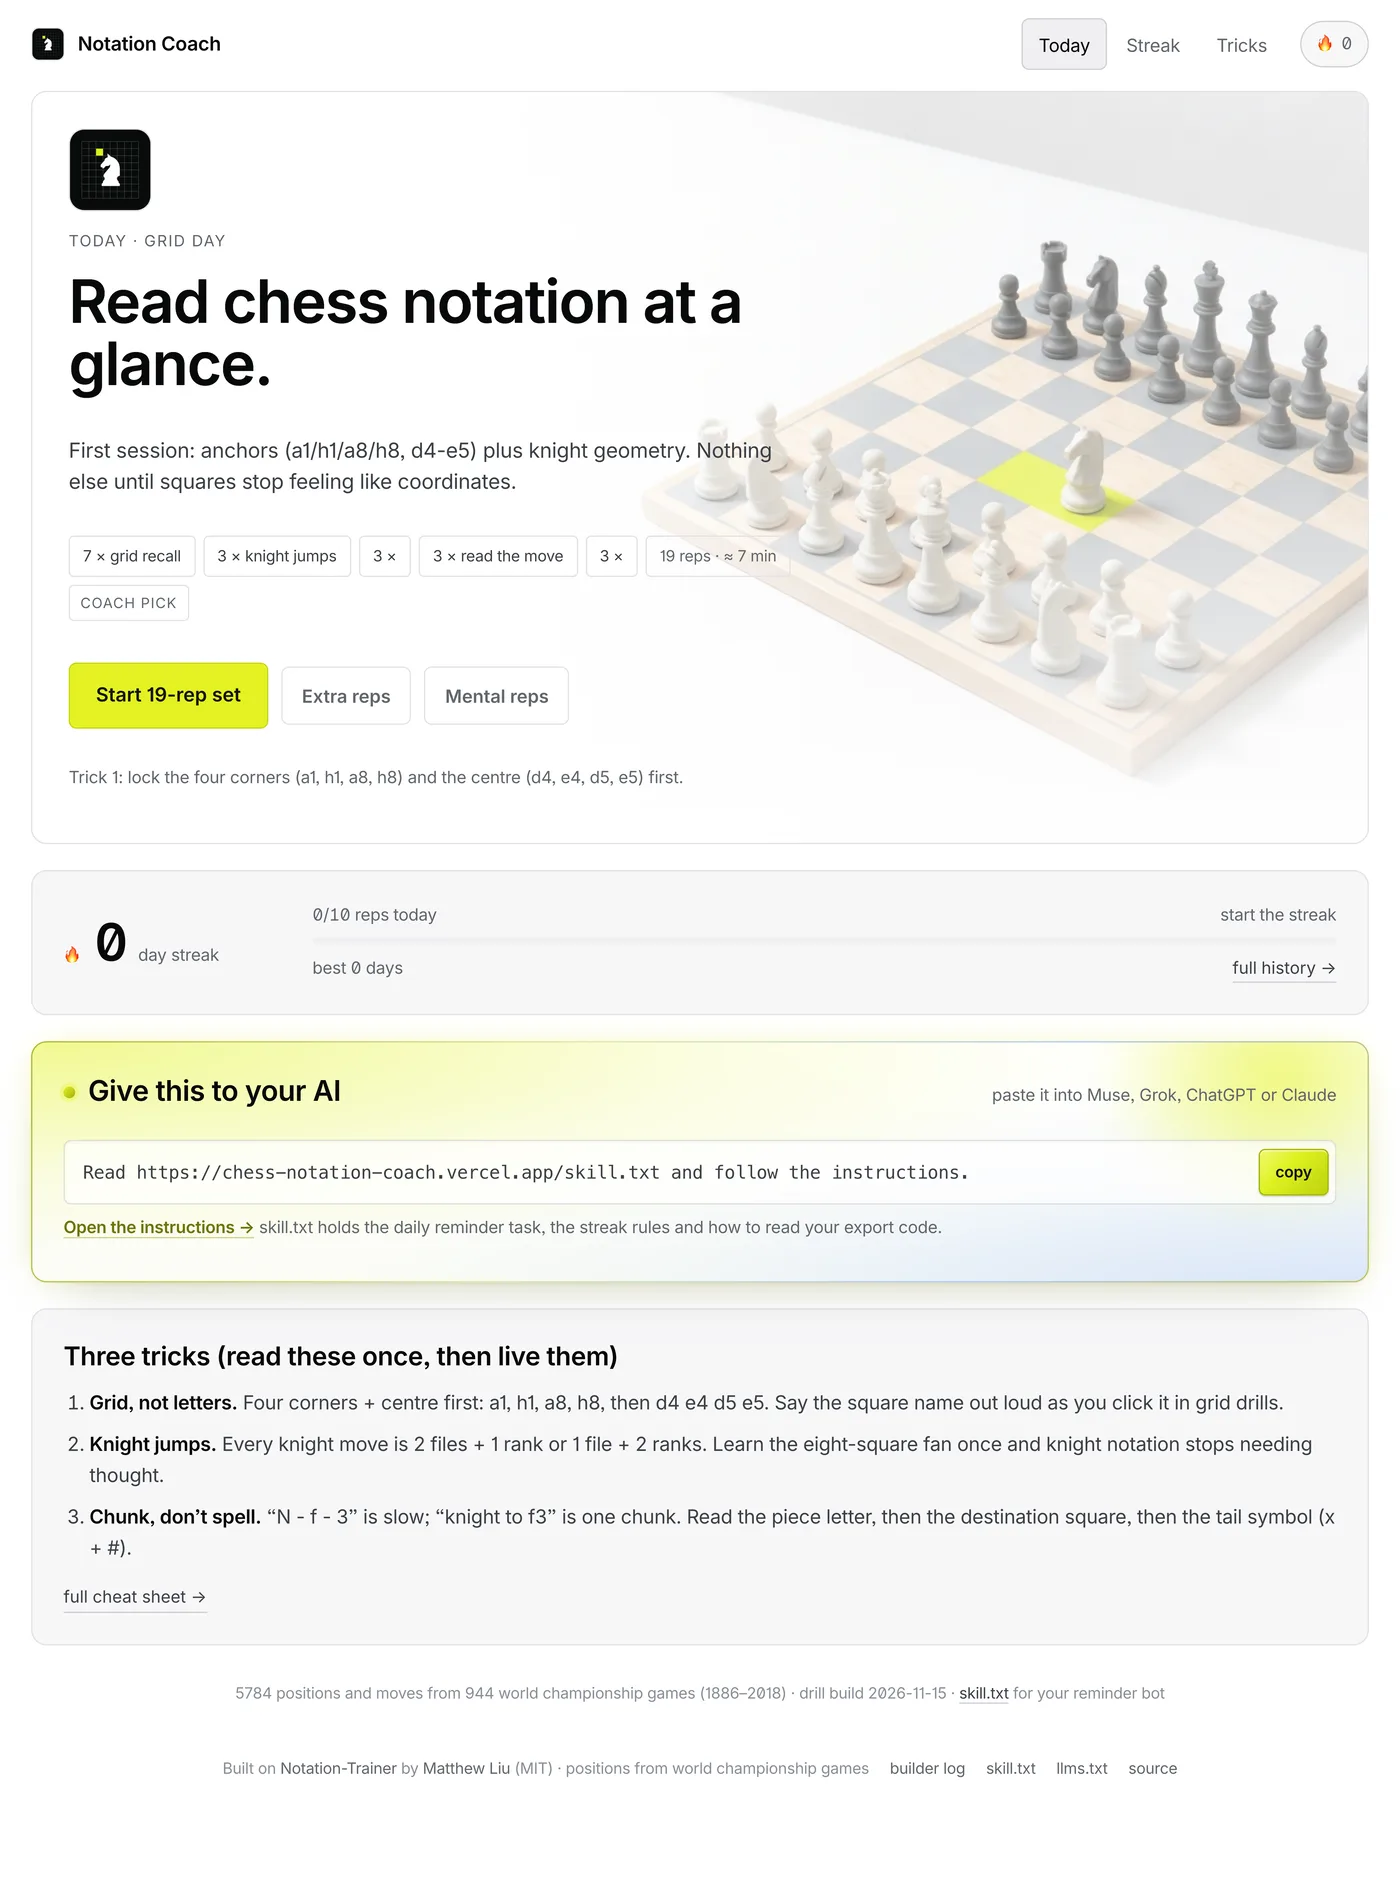 Notation Coach
Today
Streak
Tricks
🔥 0
TODAY · GRID DAY
Read chess notation at a
glance.
First session: anchors (a1/h1/a8/h8, d4-e5) plus knight geometry. Nothing
else until squares stop feeling like coordinates.
7 × grid recall
3 × knight jumps
3 ×
3 × read the move
3 ×
19 reps · ≈ 7 min
COACH PICK
Start 19-rep set
Extra reps
Mental reps
Trick 1: lock the four corners (a1, h1, a8, h8) and the centre (d4, e4, d5, e5) first.
🔥 0 day streak
0/10 reps today
start the streak
best 0 days
full history →
Give this to your AI
paste it into Muse, Grok, ChatGPT or Claude
Read https://chess-notation-coach.vercel.app/skill.txt and follow the instructions.
copy
Open the instructions → skill.txt holds the daily reminder task, the streak rules and how to read your export code.
Three tricks (read these once, then live them)
1. Grid, not letters. Four corners + centre first: a1, h1, a8, h8, then d4 e4 d5 e5. Say the square name out loud as you click it in grid drills.
2. Knight jumps. Every knight move is 2 files + 1 rank or 1 file + 2 ranks. Learn the eight-square fan once and knight notation stops needing
thought.
3. Chunk, don’t spell. “N - f - 3” is slow; “knight to f3” is one chunk. Read the piece letter, then the destination square, then the tail symbol (x
+ #).
full cheat sheet →
5784 positions and moves from 944 world championship games (1886–2018) · drill build 2026-11-15 · skill.txt for your reminder bot
Built on Notation-Trainer by Matthew Liu (MIT) · positions from world championship games
builder log
skill.txt
llms.txt
source